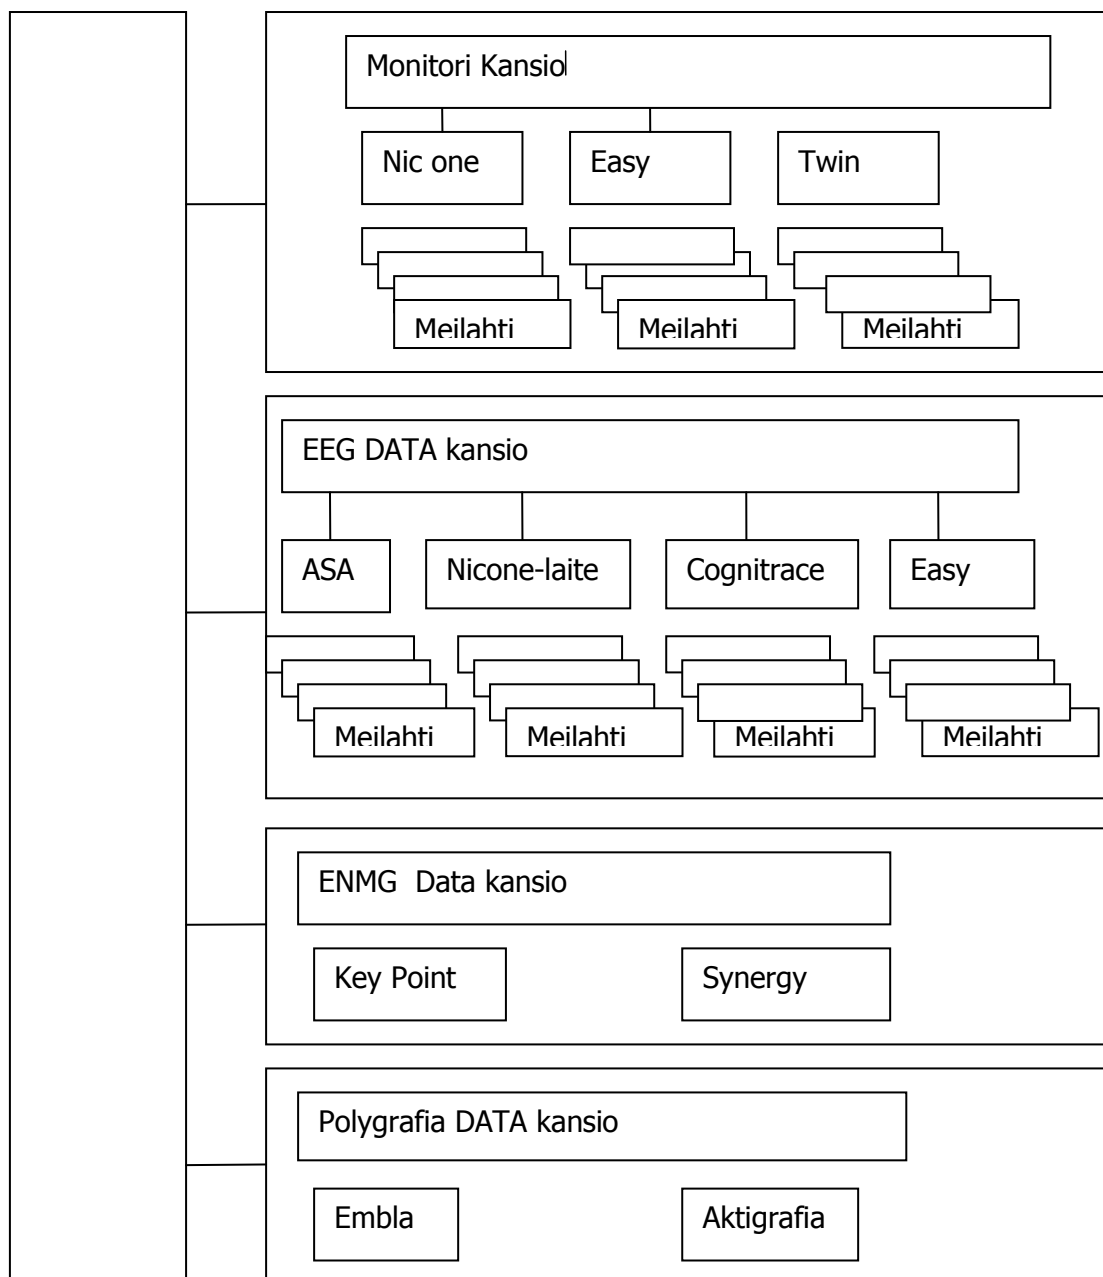 Monitori Kansio
Nic one Easy Twin
Meilahti Meilahti Meilahti
EEG DATA kansio
ASA Nicone-laite Cognitrace Easy
Meilahti Meilahti Meilahti Meilahti
ENMG  Data kansio
Key Point Synergy
Polygrafia DATA kansio
Embla Aktigrafia